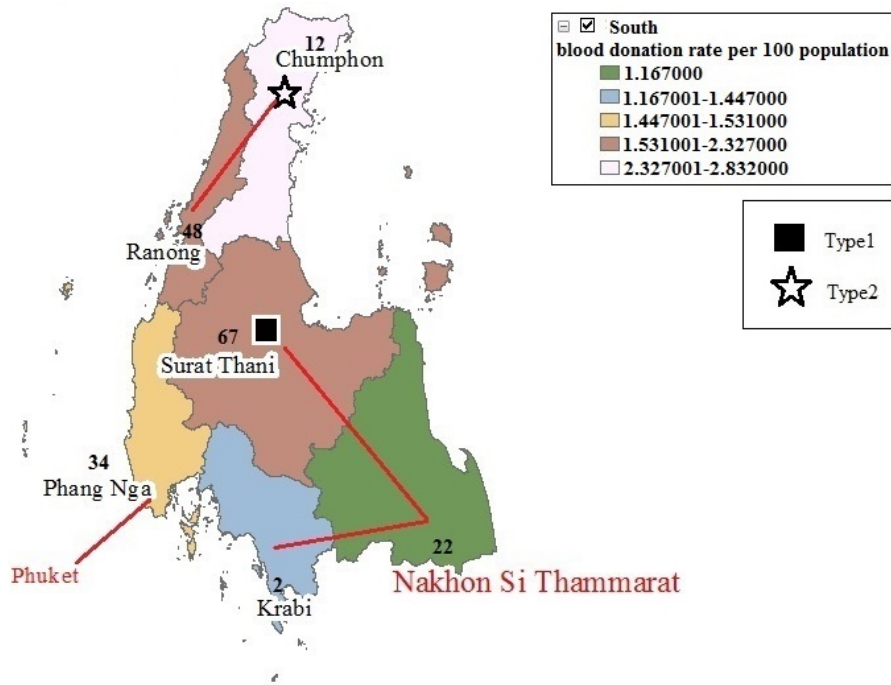 12
Chumphon
South
blood donation rate per 100 population
1.167000
1.167001-1.447000
1.447001-1.531000
1.531001-2.327000
2.327001-2.832000
Type1
Type2
48
Ranong
67
Surat Thani
34
Phang Nga
Phuket
22
Nakhon Si Thammarat
2
Krabi